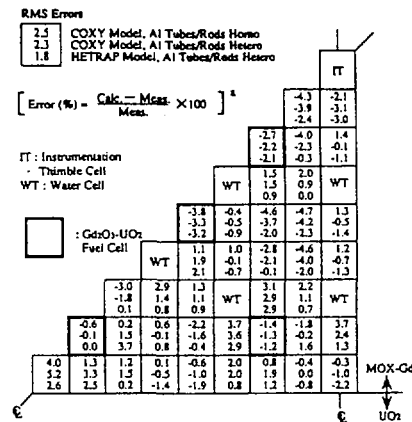 RMS Errors
2.5 COXY Model, Al Tubes/Rods Homo
2.3 COXY Model, Al Tubes/Rods Hetero
1.8 HETRAP Model, Al Tubes/Rods Hetero
IT
[ Error (%) = Calc. — Meas. / Meas. ×100 ]
-4.3 -2.1
-3.9 -3.1
-2.4 -3.0
IT : Instrumentation
Thimble Cell
WT : Water Cell
-2.7 -4.0 1.4
-2.2 -2.3 -0.1
-2.1 -0.3 -1.1
WT 1.5 2.0 WT
1.5 0.9
0.9 0.0
: Gd₂O₃-UO₂
Fuel Cell
-3.8 -0.4 -4.6 -4.7 1.3
-3.3 -0.5 -3.7 -4.2 -0.5
-3.2 -0.9 -2.0 -2.3 -1.4
WT 1.1 1.0 -2.8 -4.6 1.2
1.9 -0.1 -2.1 -4.0 -0.7
2.1 -0.7 -0.1 -2.0 -1.3
-3.0 2.9 1.3 WT 3.1 2.2 WT
-1.8 1.4 1.1 2.9 1.1
0.1 0.8 0.9 2.9 0.7
-0.6 0.2 0.6 -2.2 3.7 -1.4 -1.8 3.7
-0.1 1.5 -0.1 -1.6 3.6 -1.3 -0.2 2.4
0.0 3.7 0.8 -0.4 2.9 -1.2 1.6 1.3
4.0 1.3 1.2 0.1 -0.6 2.0 0.8 -0.4 -0.3
5.2 3.3 1.5 -0.5 -1.0 2.0 1.9 0.0 -1.0
2.6 2.5 0.2 -1.4 -1.9 0.8 1.2 -0.8 -2.2
MOX-Gd
UO₂
℄ ℄